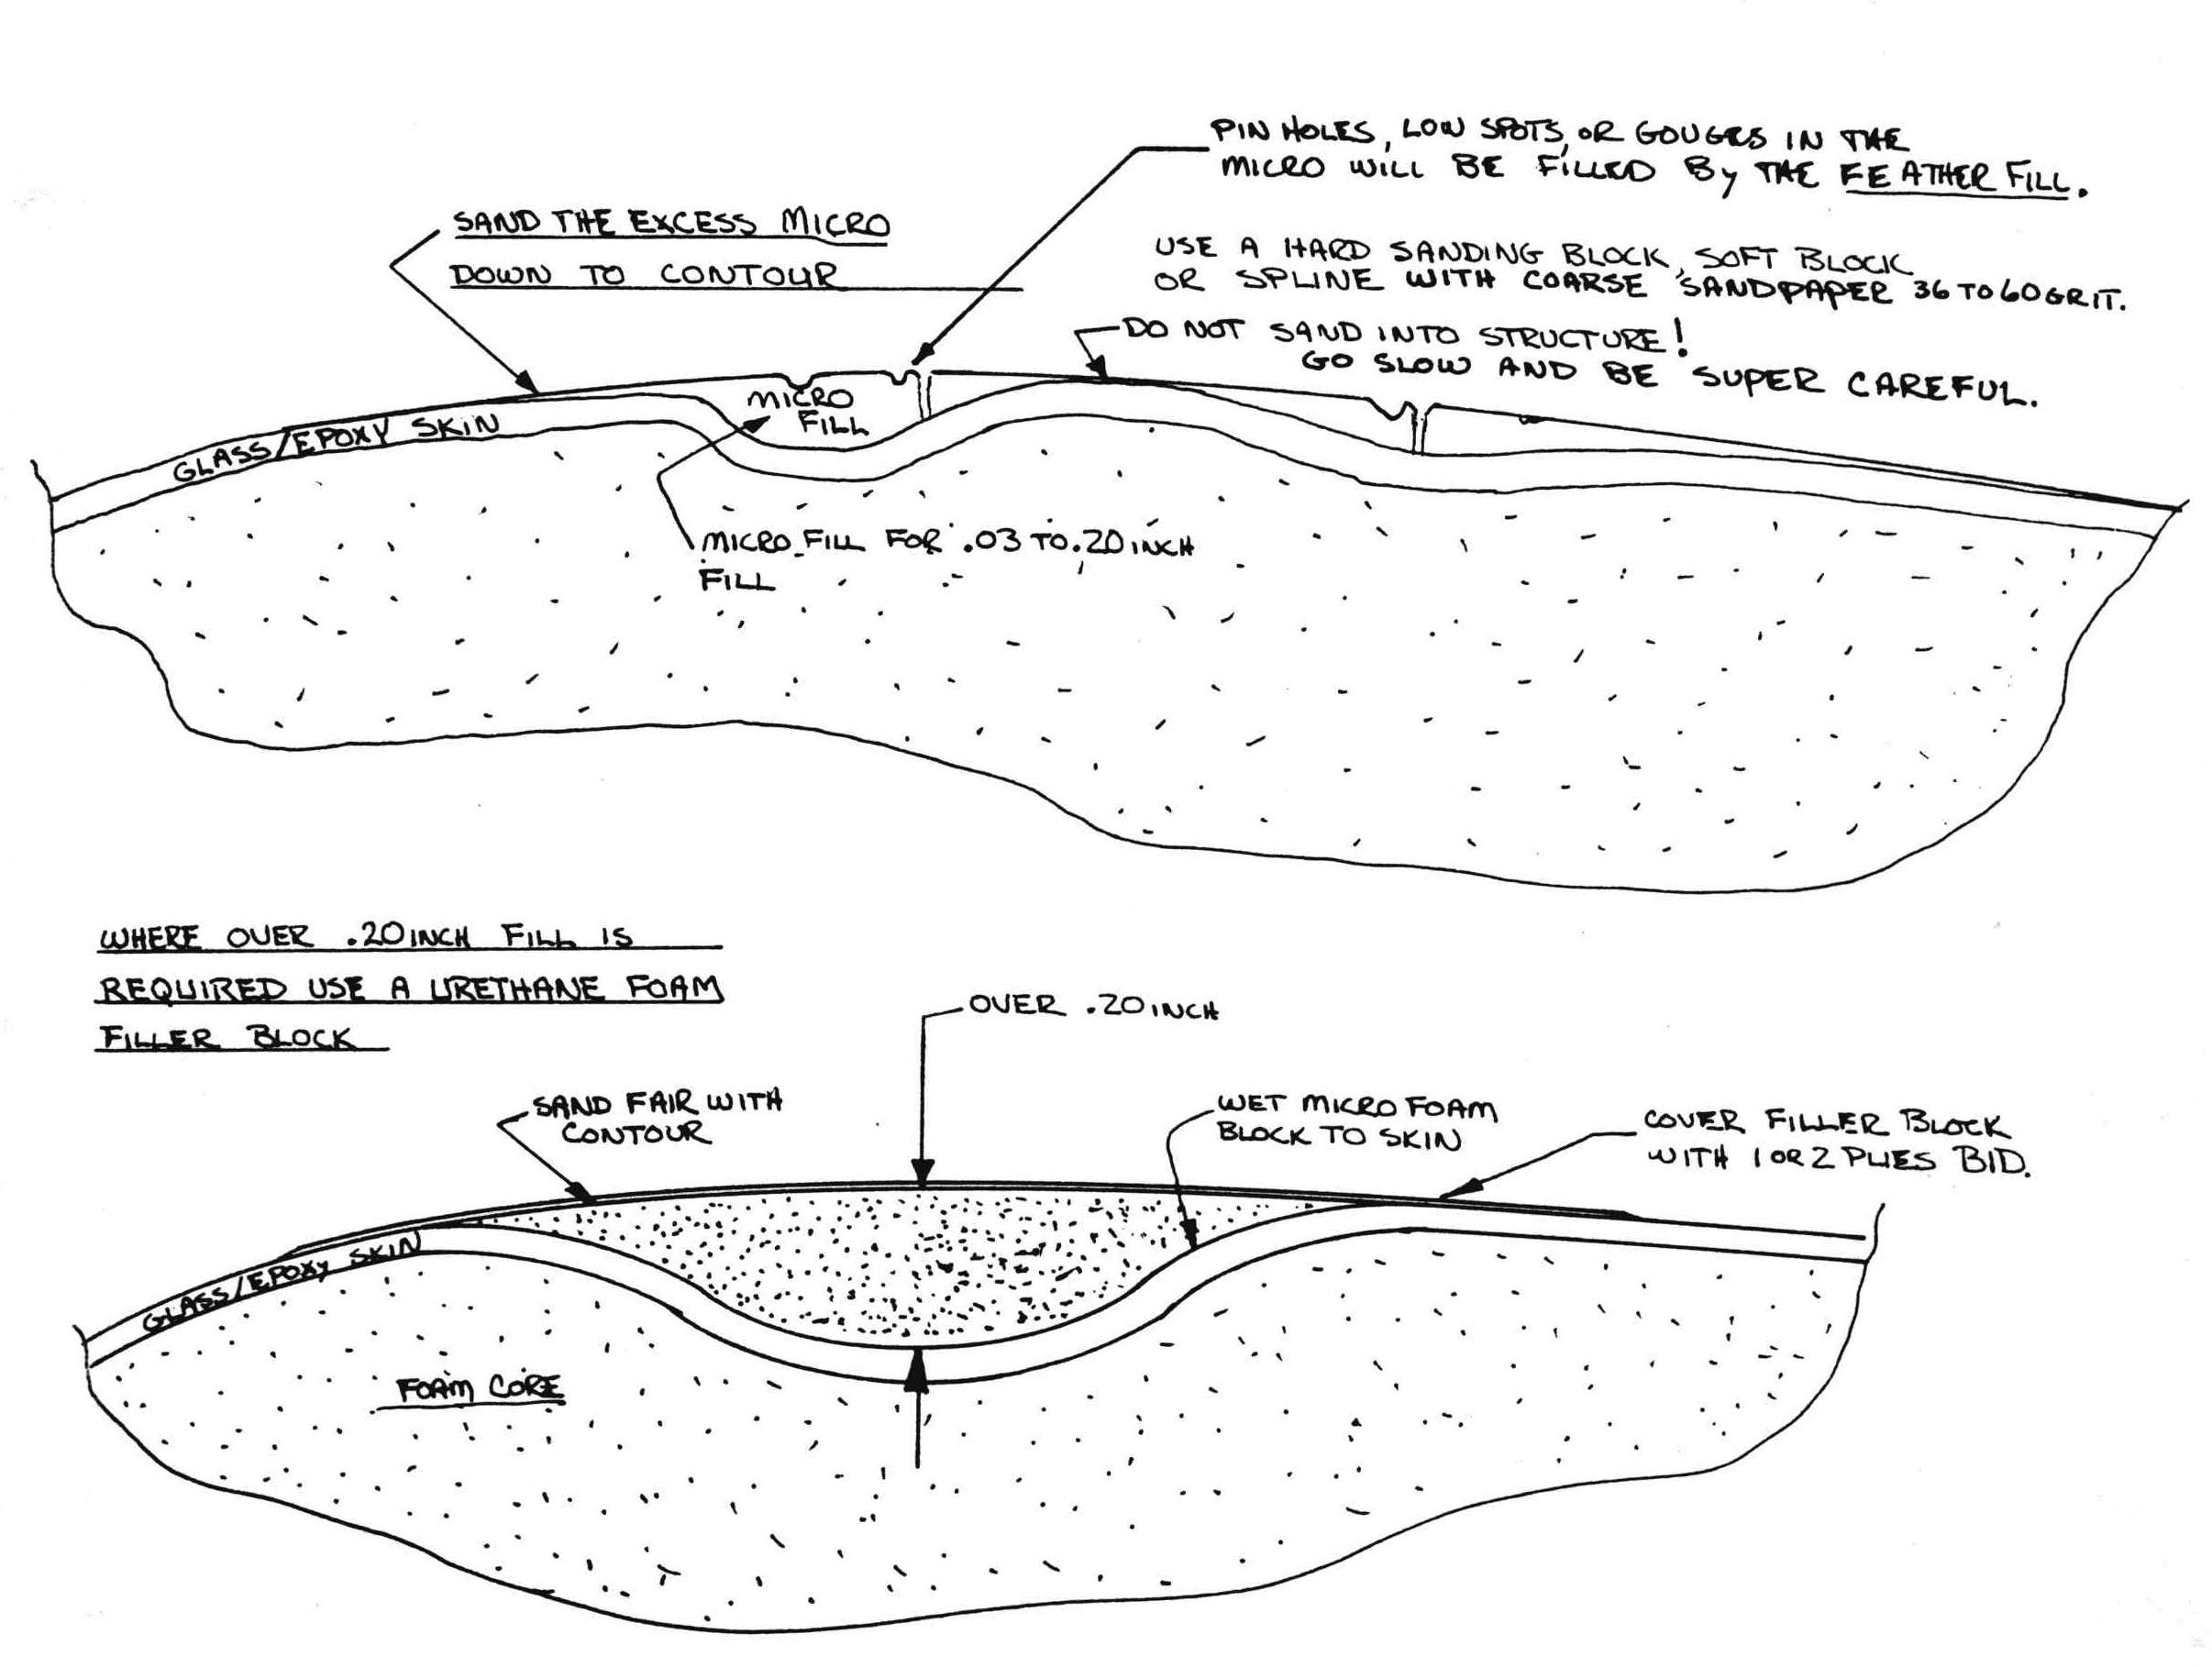 PIN HOLES, LOW SPOTS, OR GOUGES IN THE
MICRO WILL BE FILLED BY THE FEATHER FILL.
SAND THE EXCESS MICRO
DOWN TO CONTOUR
USE A HARD SANDING BLOCK, SOFT BLOCK
OR SPLINE WITH COARSE SANDPAPER 36 TO 60 GRIT.
DO NOT SAND INTO STRUCTURE!
GO SLOW AND BE SUPER CAREFUL.
MICRO
FILL
GLASS/EPOXY SKIN
MICRO FILL FOR .03 TO .20 INCH
FILL
WHERE OVER .20 INCH FILL IS
REQUIRED USE A URETHANE FOAM
FILLER BLOCK
OVER .20 INCH
SAND FAIR WITH
CONTOUR
WET MICRO FOAM
BLOCK TO SKIN
COVER FILLER BLOCK
WITH 1 OR 2 PLIES BID.
GLASS/EPOXY SKIN
FOAM CORE